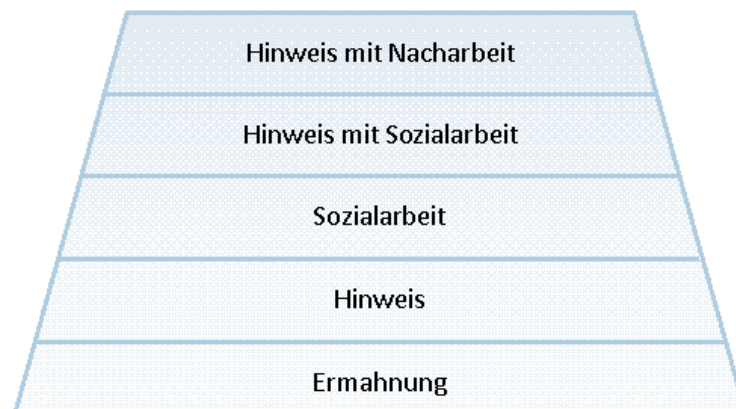 Hinweis mit Nacharbeit
Hinweis mit Sozialarbeit
Sozialarbeit
Hinweis
Ermahnung